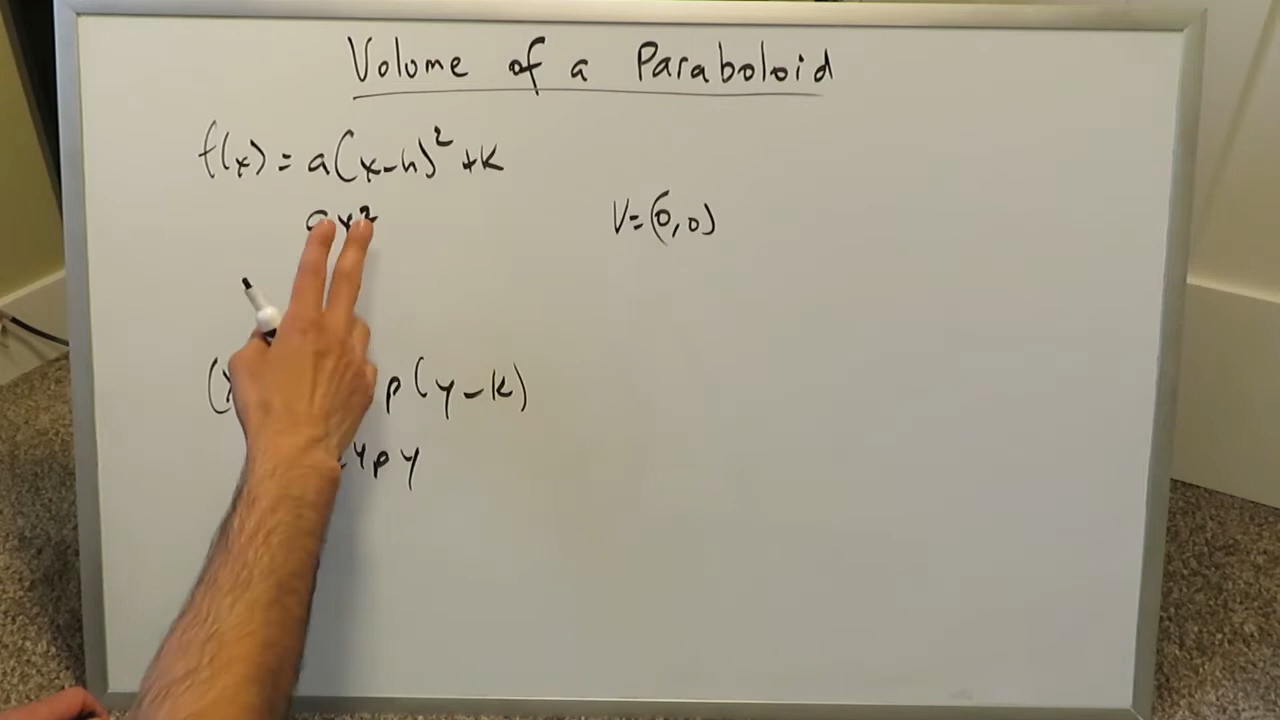 Volume of a Paraboloid
f(x) = a(x-h)² + k
ax²
V = (0,0)
p(y-k)
4py